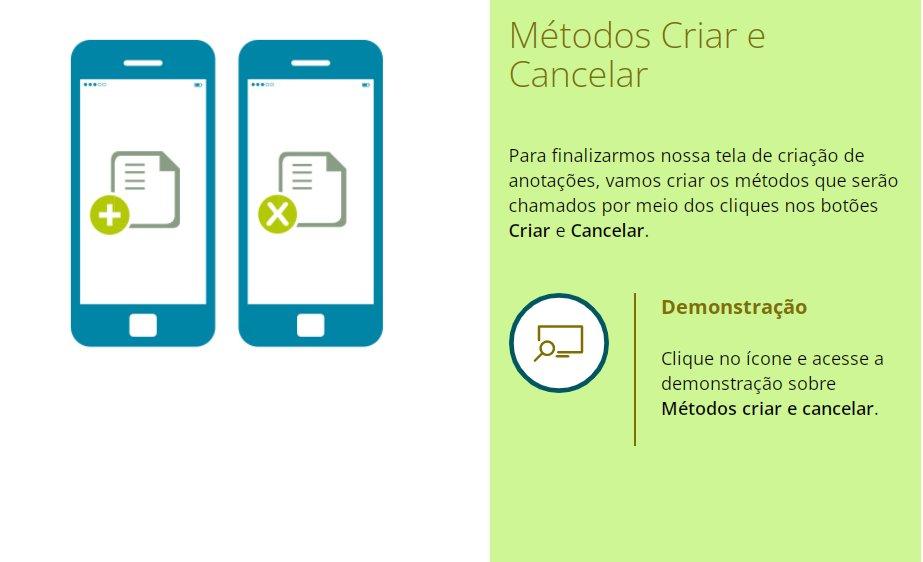 Métodos Criar e
Cancelar
Para finalizarmos nossa tela de criação de
anotações, vamos criar os métodos que serão
chamados por meio dos cliques nos botões
Criar e Cancelar.
Demonstração
Clique no ícone e acesse a
demonstração sobre
Métodos criar e cancelar.